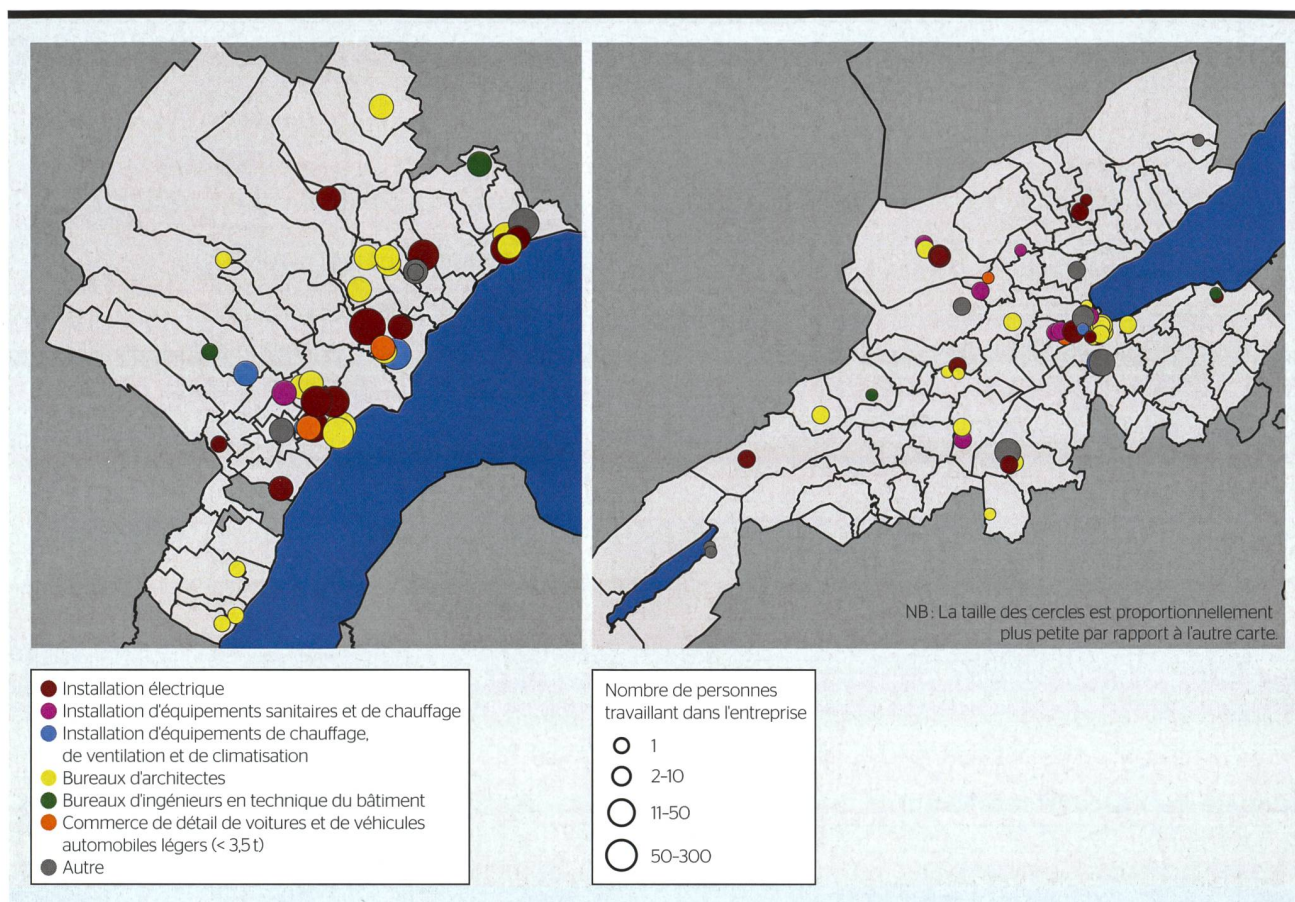 NB : La taille des cercles est proportionnellement
plus petite par rapport à l'autre carte.
Installation électrique
Installation d'équipements sanitaires et de chauffage
Installation d'équipements de chauffage,
de ventilation et de climatisation
Bureaux d'architectes
Bureaux d'ingénieurs en technique du bâtiment
Commerce de détail de voitures et de véhicules
automobiles légers (< 3,5 t)
Autre
Nombre de personnes
travaillant dans l'entreprise
1
2-10
11-50
50-300